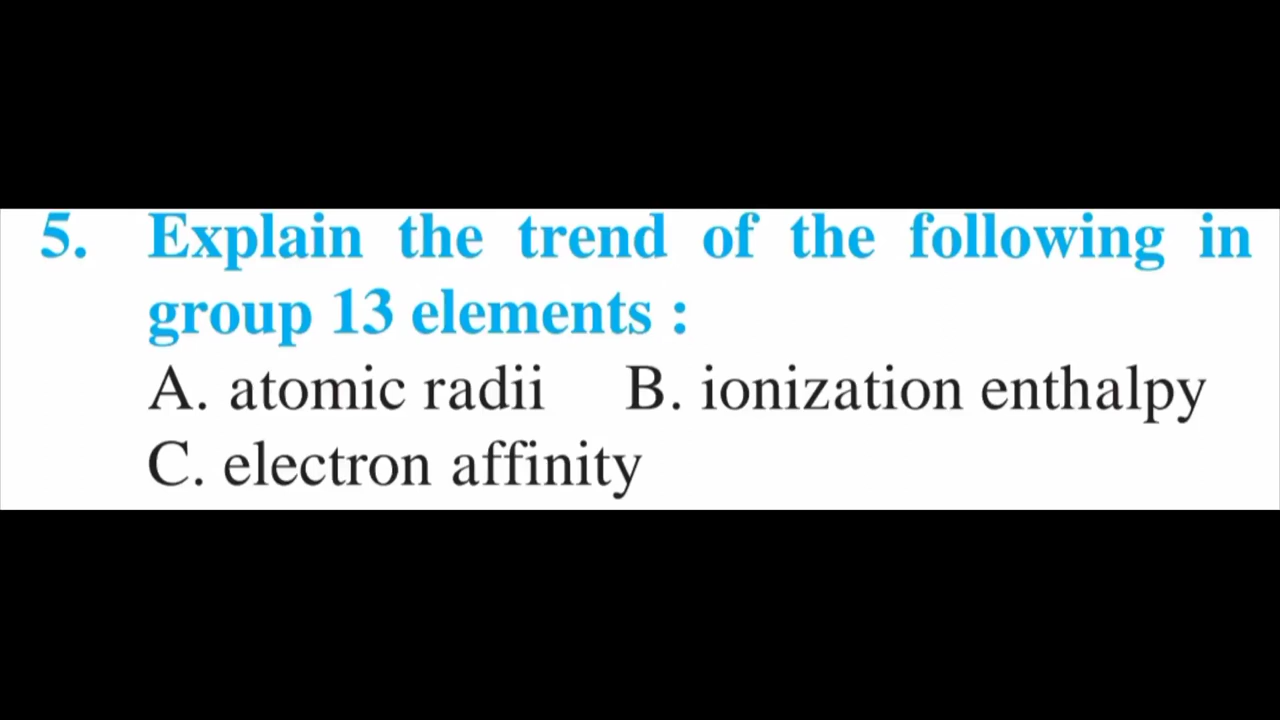 5. Explain the trend of the following in
group 13 elements :
A. atomic radii B. ionization enthalpy
C. electron affinity